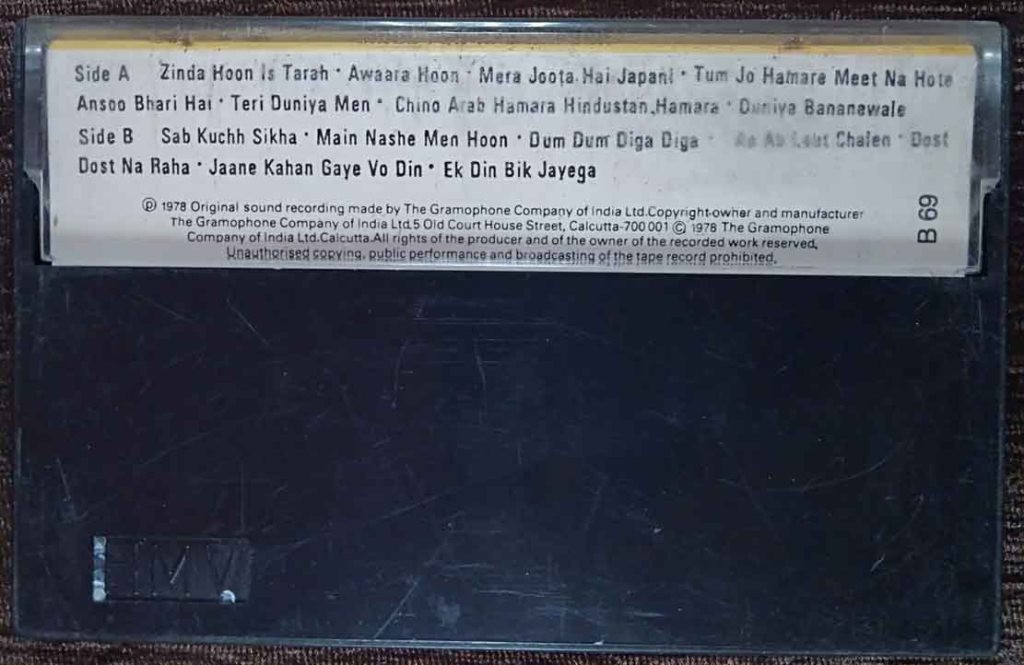 Side A Zinda Hoon Is Tarah • Awaara Hoon • Mera Joota Hai Japani • Tum Jo Hamare Meet Na Hote
Ansoo Bhari Hai • Teri Duniya Men • Chino Arab Hamara Hindustan Hamara • Duniya Bananewale
Side B Sab Kuchh Sikha • Main Nashe Men Hoon • Dum Dum Diga Diga • Aa Ab Laut Chalen • Dost
Dost Na Raha • Jaane Kahan Gaye Vo Din • Ek Din Bik Jayega
℗ 1978 Original sound recording made by The Gramophone Company of India Ltd.Copyright-owner and manufacturer
The Gramophone Company of India Ltd.5 Old Court House Street, Calcutta-700 001 © 1978 The Gramophone
Company of India Ltd.Calcutta.All rights of the producer and of the owner of the recorded work reserved.
Unauthorised copying, public performance and broadcasting of the tape record prohibited.
B 69
HMV